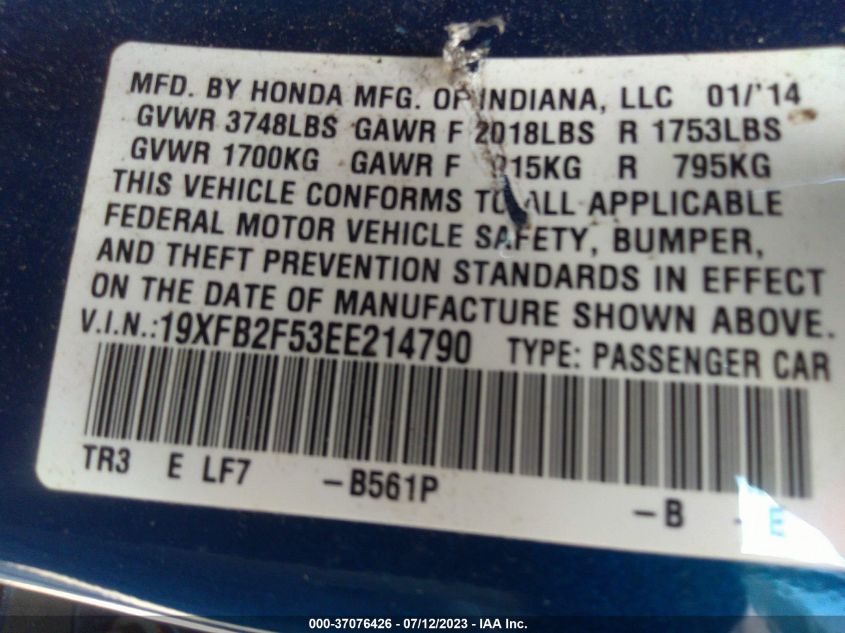 MFD. BY HONDA MFG. OF INDIANA, LLC 01/'14
GVWR 3748LBS GAWR F 2018LBS R 1753LBS
GVWR 1700KG GAWR F 915KG R 795KG
THIS VEHICLE CONFORMS TO ALL APPLICABLE
FEDERAL MOTOR VEHICLE SAFETY, BUMPER,
AND THEFT PREVENTION STANDARDS IN EFFECT
ON THE DATE OF MANUFACTURE SHOWN ABOVE.
V.I.N.:19XFB2F53EE214790 TYPE: PASSENGER CAR
TR3 E LF7 -B561P -B - E
000-37076426 - 07/12/2023 - IAA Inc.